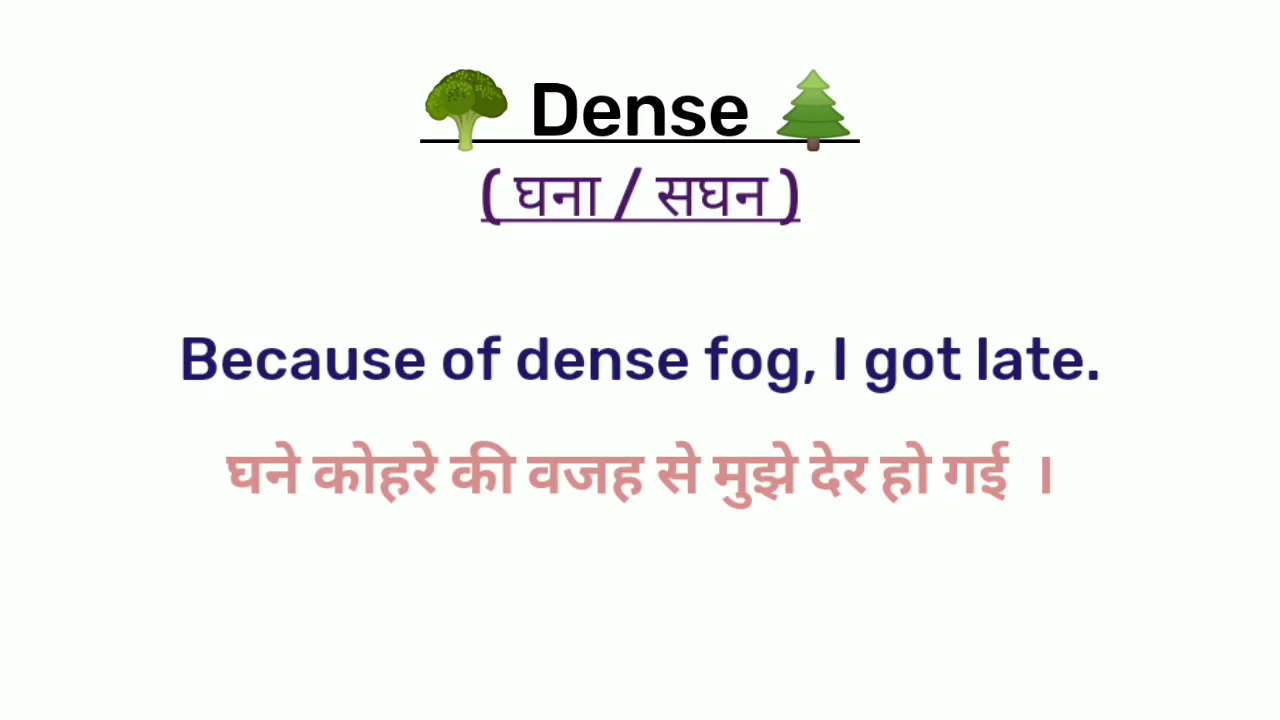 🥦 Dense 🌲
( घना / सघन )
Because of dense fog, I got late.
घने कोहरे की वजह से मुझे देर हो गई ।